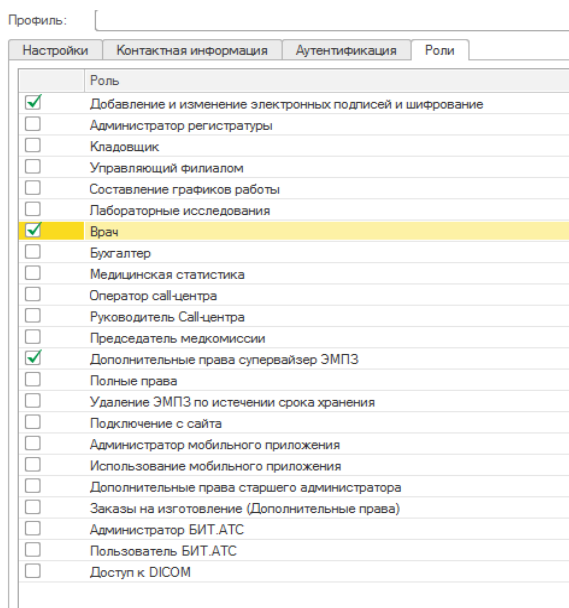 Профиль:
Настройки Контактная информация Аутентификация Роли
Роль
Добавление и изменение электронных подписей и шифрование
Администратор регистратуры
Кладовщик
Управляющий филиалом
Составление графиков работы
Лабораторные исследования
Врач
Бухгалтер
Медицинская статистика
Оператор call-центра
Руководитель Call-центра
Председатель медкомиссии
Дополнительные права супервайзер ЭМПЗ
Полные права
Удаление ЭМПЗ по истечении срока хранения
Подключение с сайта
Администратор мобильного приложения
Использование мобильного приложения
Дополнительные права старшего администратора
Заказы на изготовление (Дополнительные права)
Администратор БИТ.АТС
Пользователь БИТ.АТС
Доступ к DICOM